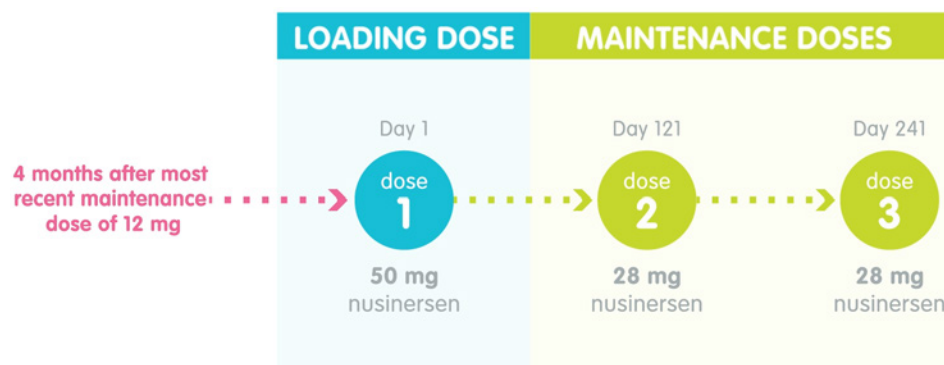 LOADING DOSE
MAINTENANCE DOSES
4 months after most
recent maintenance
dose of 12 mg
Day 1
dose
1
50 mg
nusinersen
Day 121
dose
2
28 mg
nusinersen
Day 241
dose
3
28 mg
nusinersen